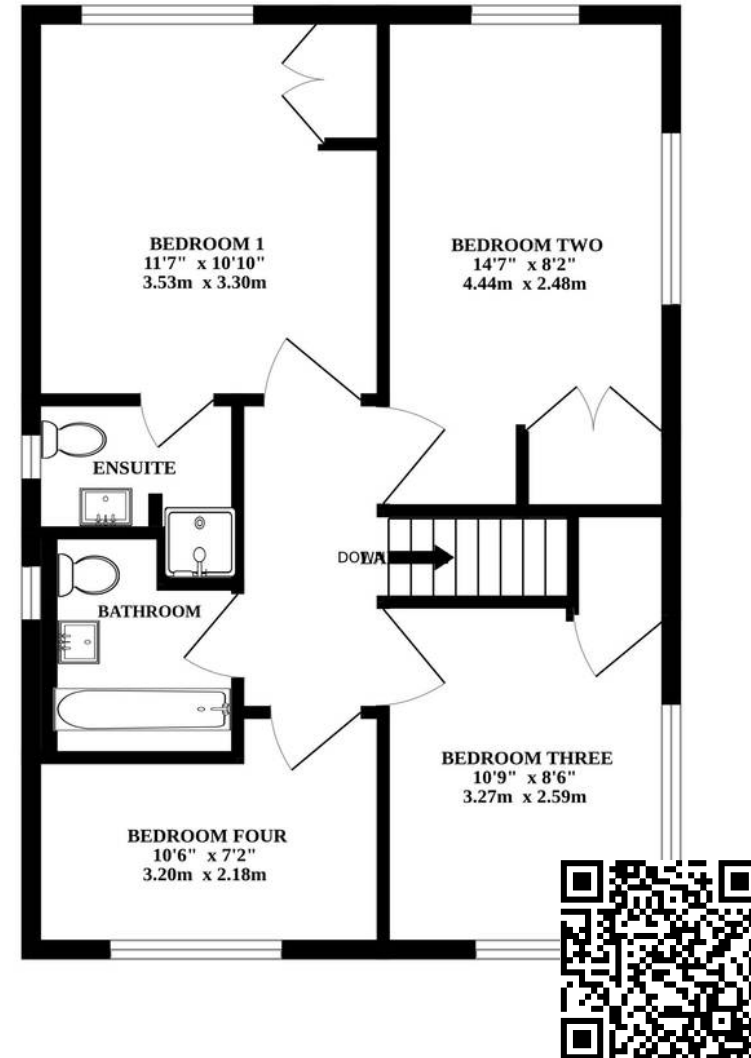 BEDROOM 1
11'7" x 10'10"
3.53m x 3.30m
BEDROOM TWO
14'7" x 8'2"
4.44m x 2.48m
ENSUITE
DOWN
BATHROOM
BEDROOM THREE
10'9" x 8'6"
3.27m x 2.59m
BEDROOM FOUR
10'6" x 7'2"
3.20m x 2.18m